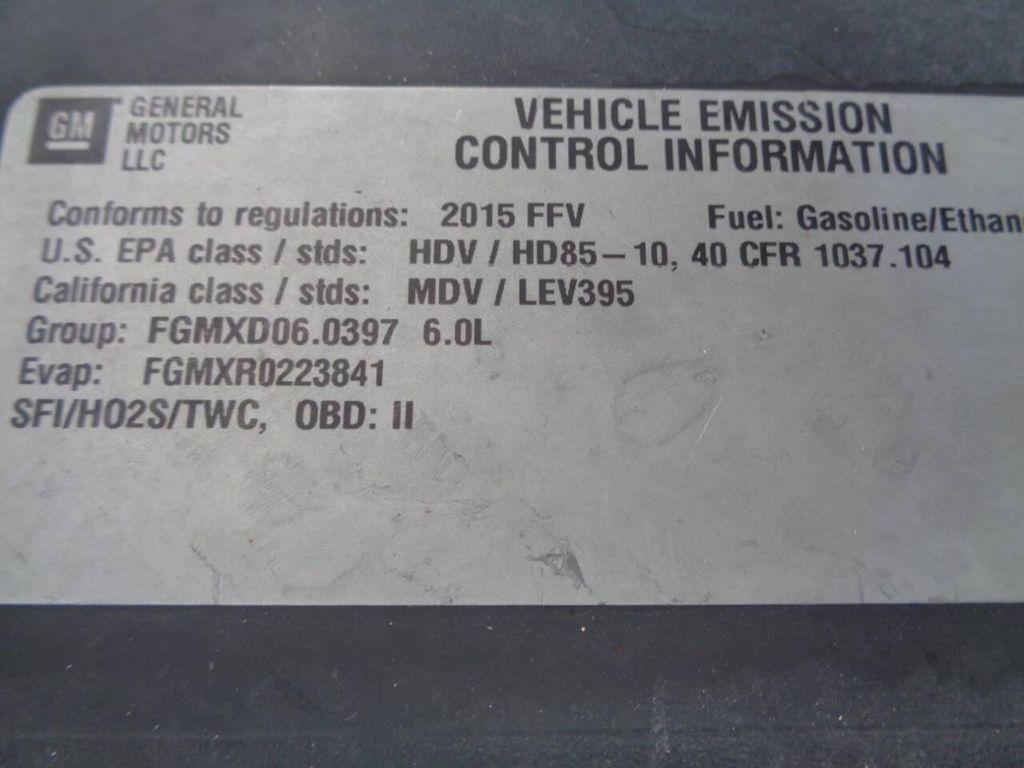 GM GENERAL MOTORS LLC
VEHICLE EMISSION
CONTROL INFORMATION
Conforms to regulations: 2015 FFV Fuel: Gasoline/Ethan
U.S. EPA class / stds: HDV / HD85-10, 40 CFR 1037.104
California class / stds: MDV / LEV395
Group: FGMXD06.0397 6.0L
Evap: FGMXR0223841
SFI/HO2S/TWC, OBD: II